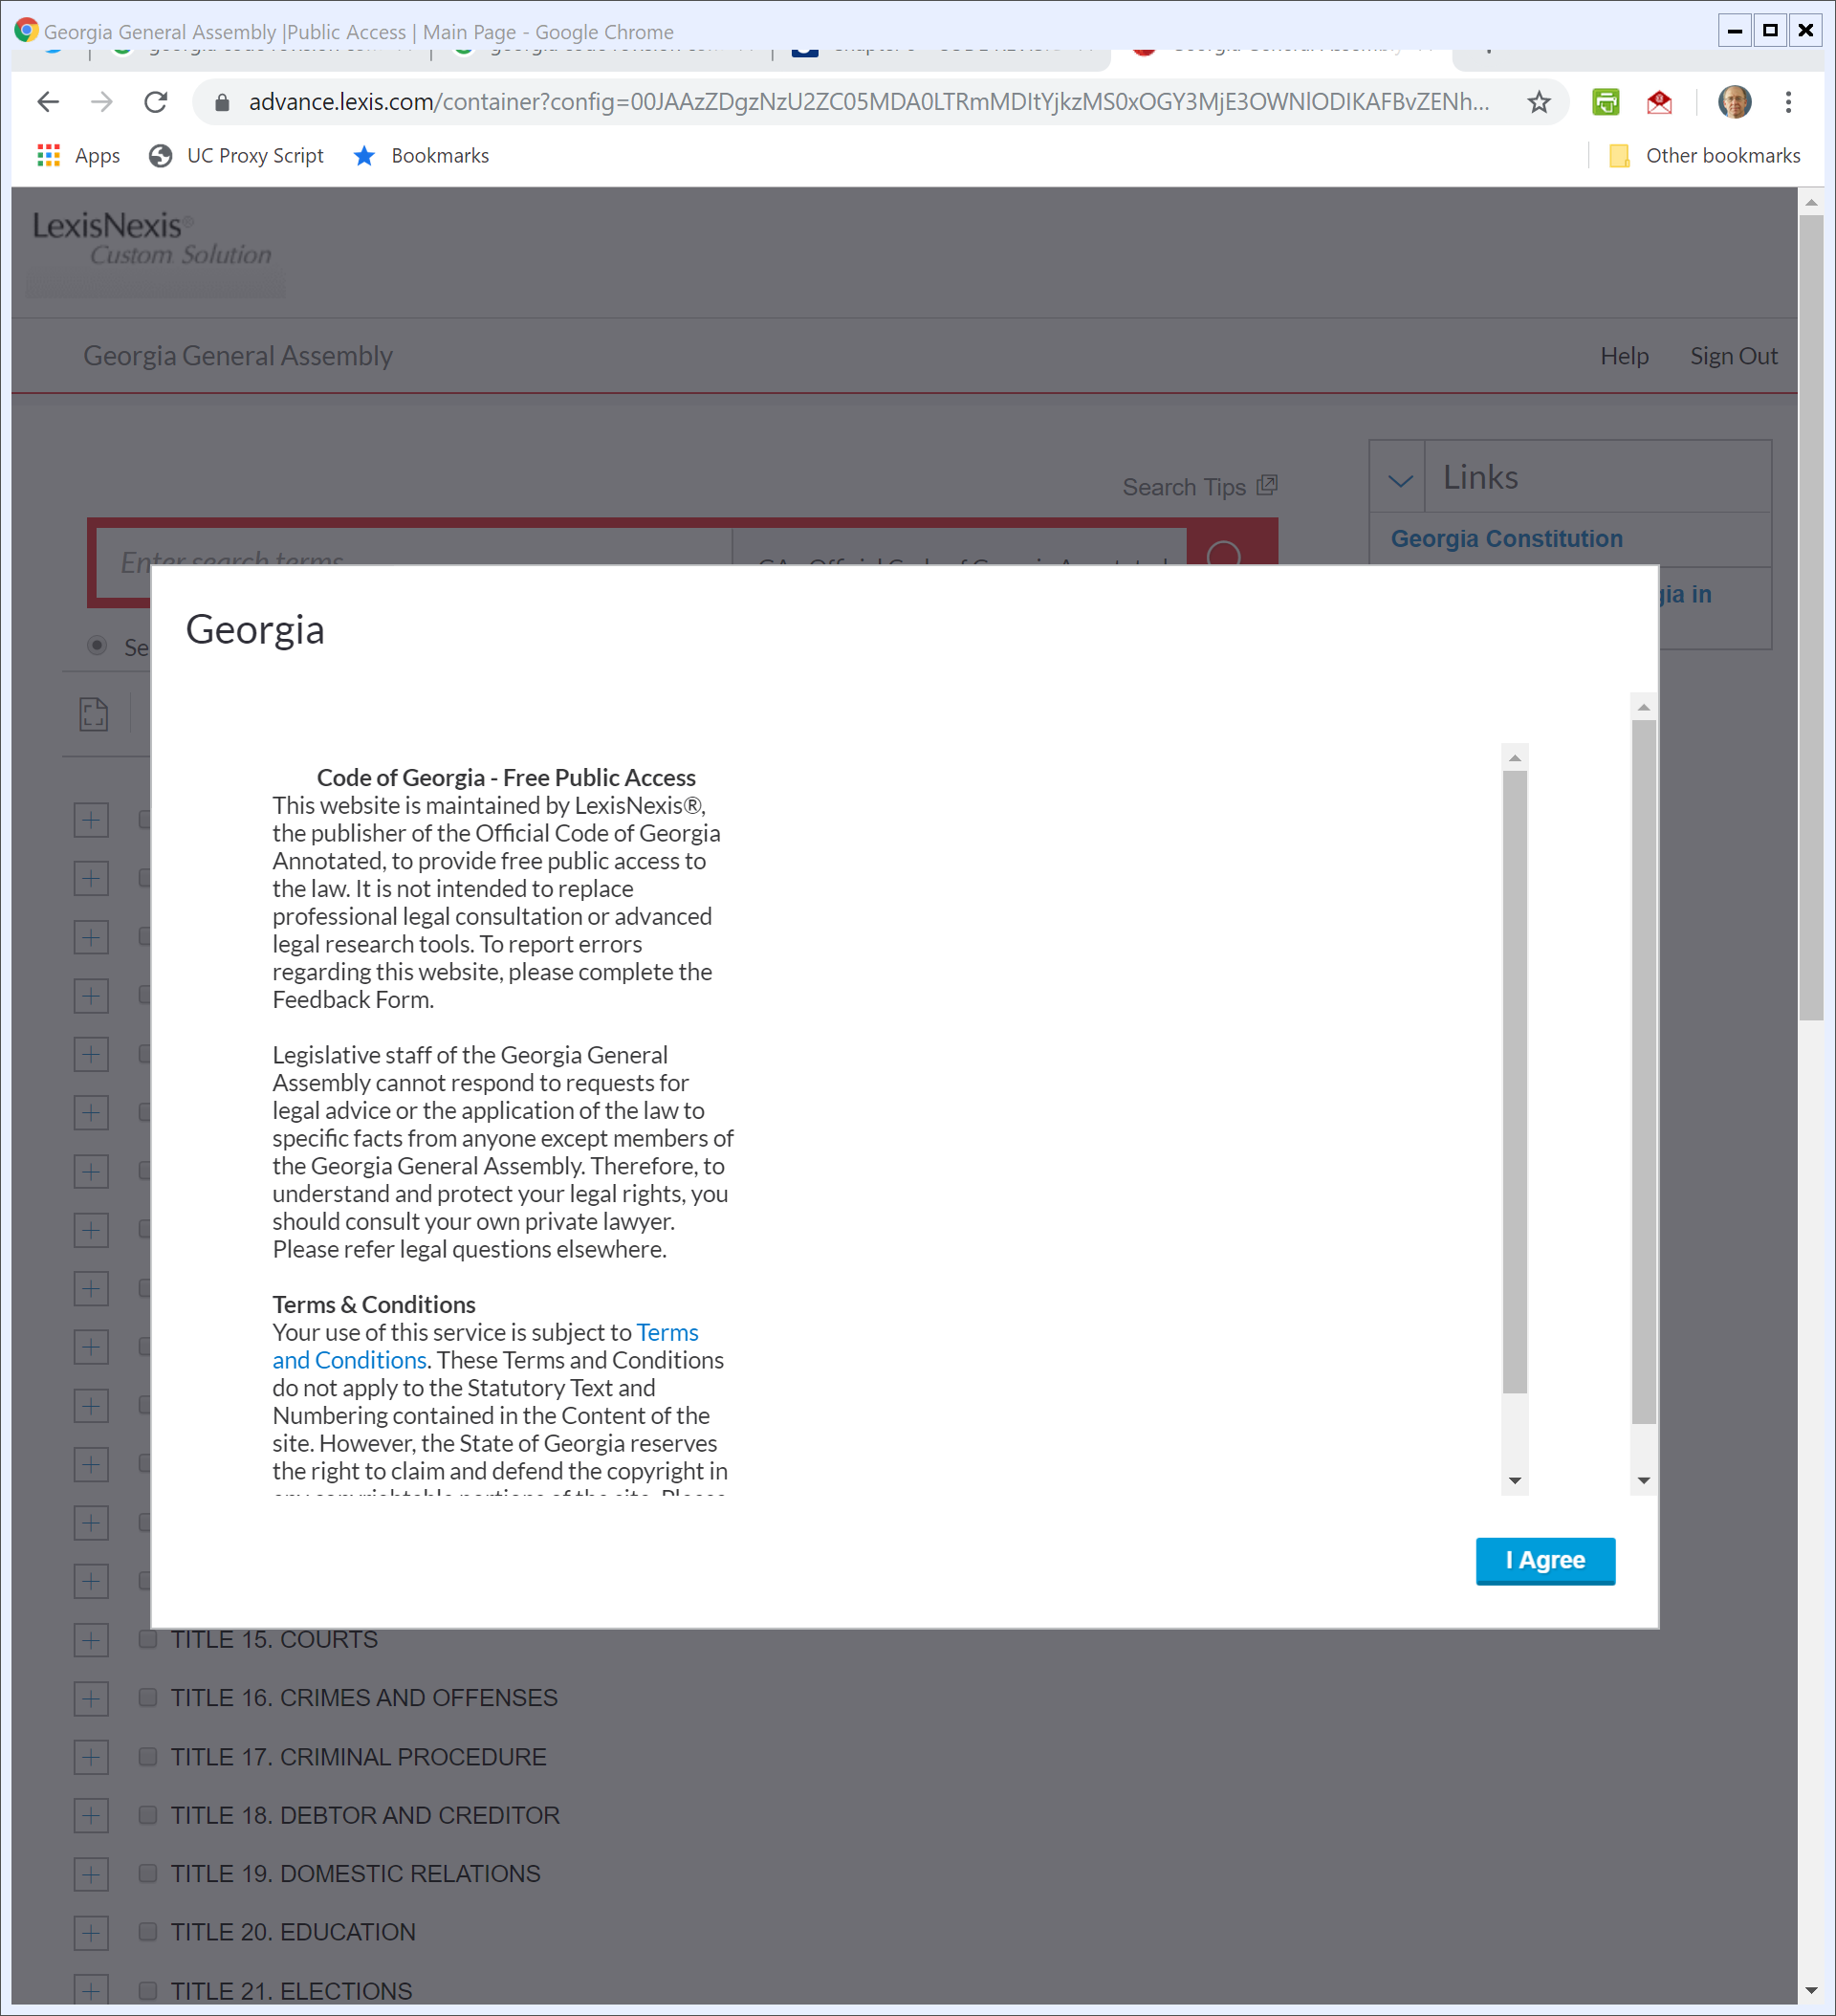 Georgia General Assembly |Public Access | Main Page - Google Chrome
advance.lexis.com/container?config=00JAAzZDgzNzU2ZC05MDA0LTRmMDItYjkzMS0xOGY3MjE3OWNlODIKAFBvZENh...
Apps UC Proxy Script Bookmarks Other bookmarks
LexisNexis®
Custom Solution
Georgia General Assembly Help Sign Out
Search Tips
Links
Enter search terms
Georgia Constitution
in
Georgia
Code of Georgia - Free Public Access
This website is maintained by LexisNexis®,
the publisher of the Official Code of Georgia
Annotated, to provide free public access to
the law. It is not intended to replace
professional legal consultation or advanced
legal research tools. To report errors
regarding this website, please complete the
Feedback Form.
Legislative staff of the Georgia General
Assembly cannot respond to requests for
legal advice or the application of the law to
specific facts from anyone except members of
the Georgia General Assembly. Therefore, to
understand and protect your legal rights, you
should consult your own private lawyer.
Please refer legal questions elsewhere.
Terms & Conditions
Your use of this service is subject to Terms
and Conditions. These Terms and Conditions
do not apply to the Statutory Text and
Numbering contained in the Content of the
site. However, the State of Georgia reserves
the right to claim and defend the copyright in
I Agree
TITLE 15. COURTS
TITLE 16. CRIMES AND OFFENSES
TITLE 17. CRIMINAL PROCEDURE
TITLE 18. DEBTOR AND CREDITOR
TITLE 19. DOMESTIC RELATIONS
TITLE 20. EDUCATION
TITLE 21. ELECTIONS